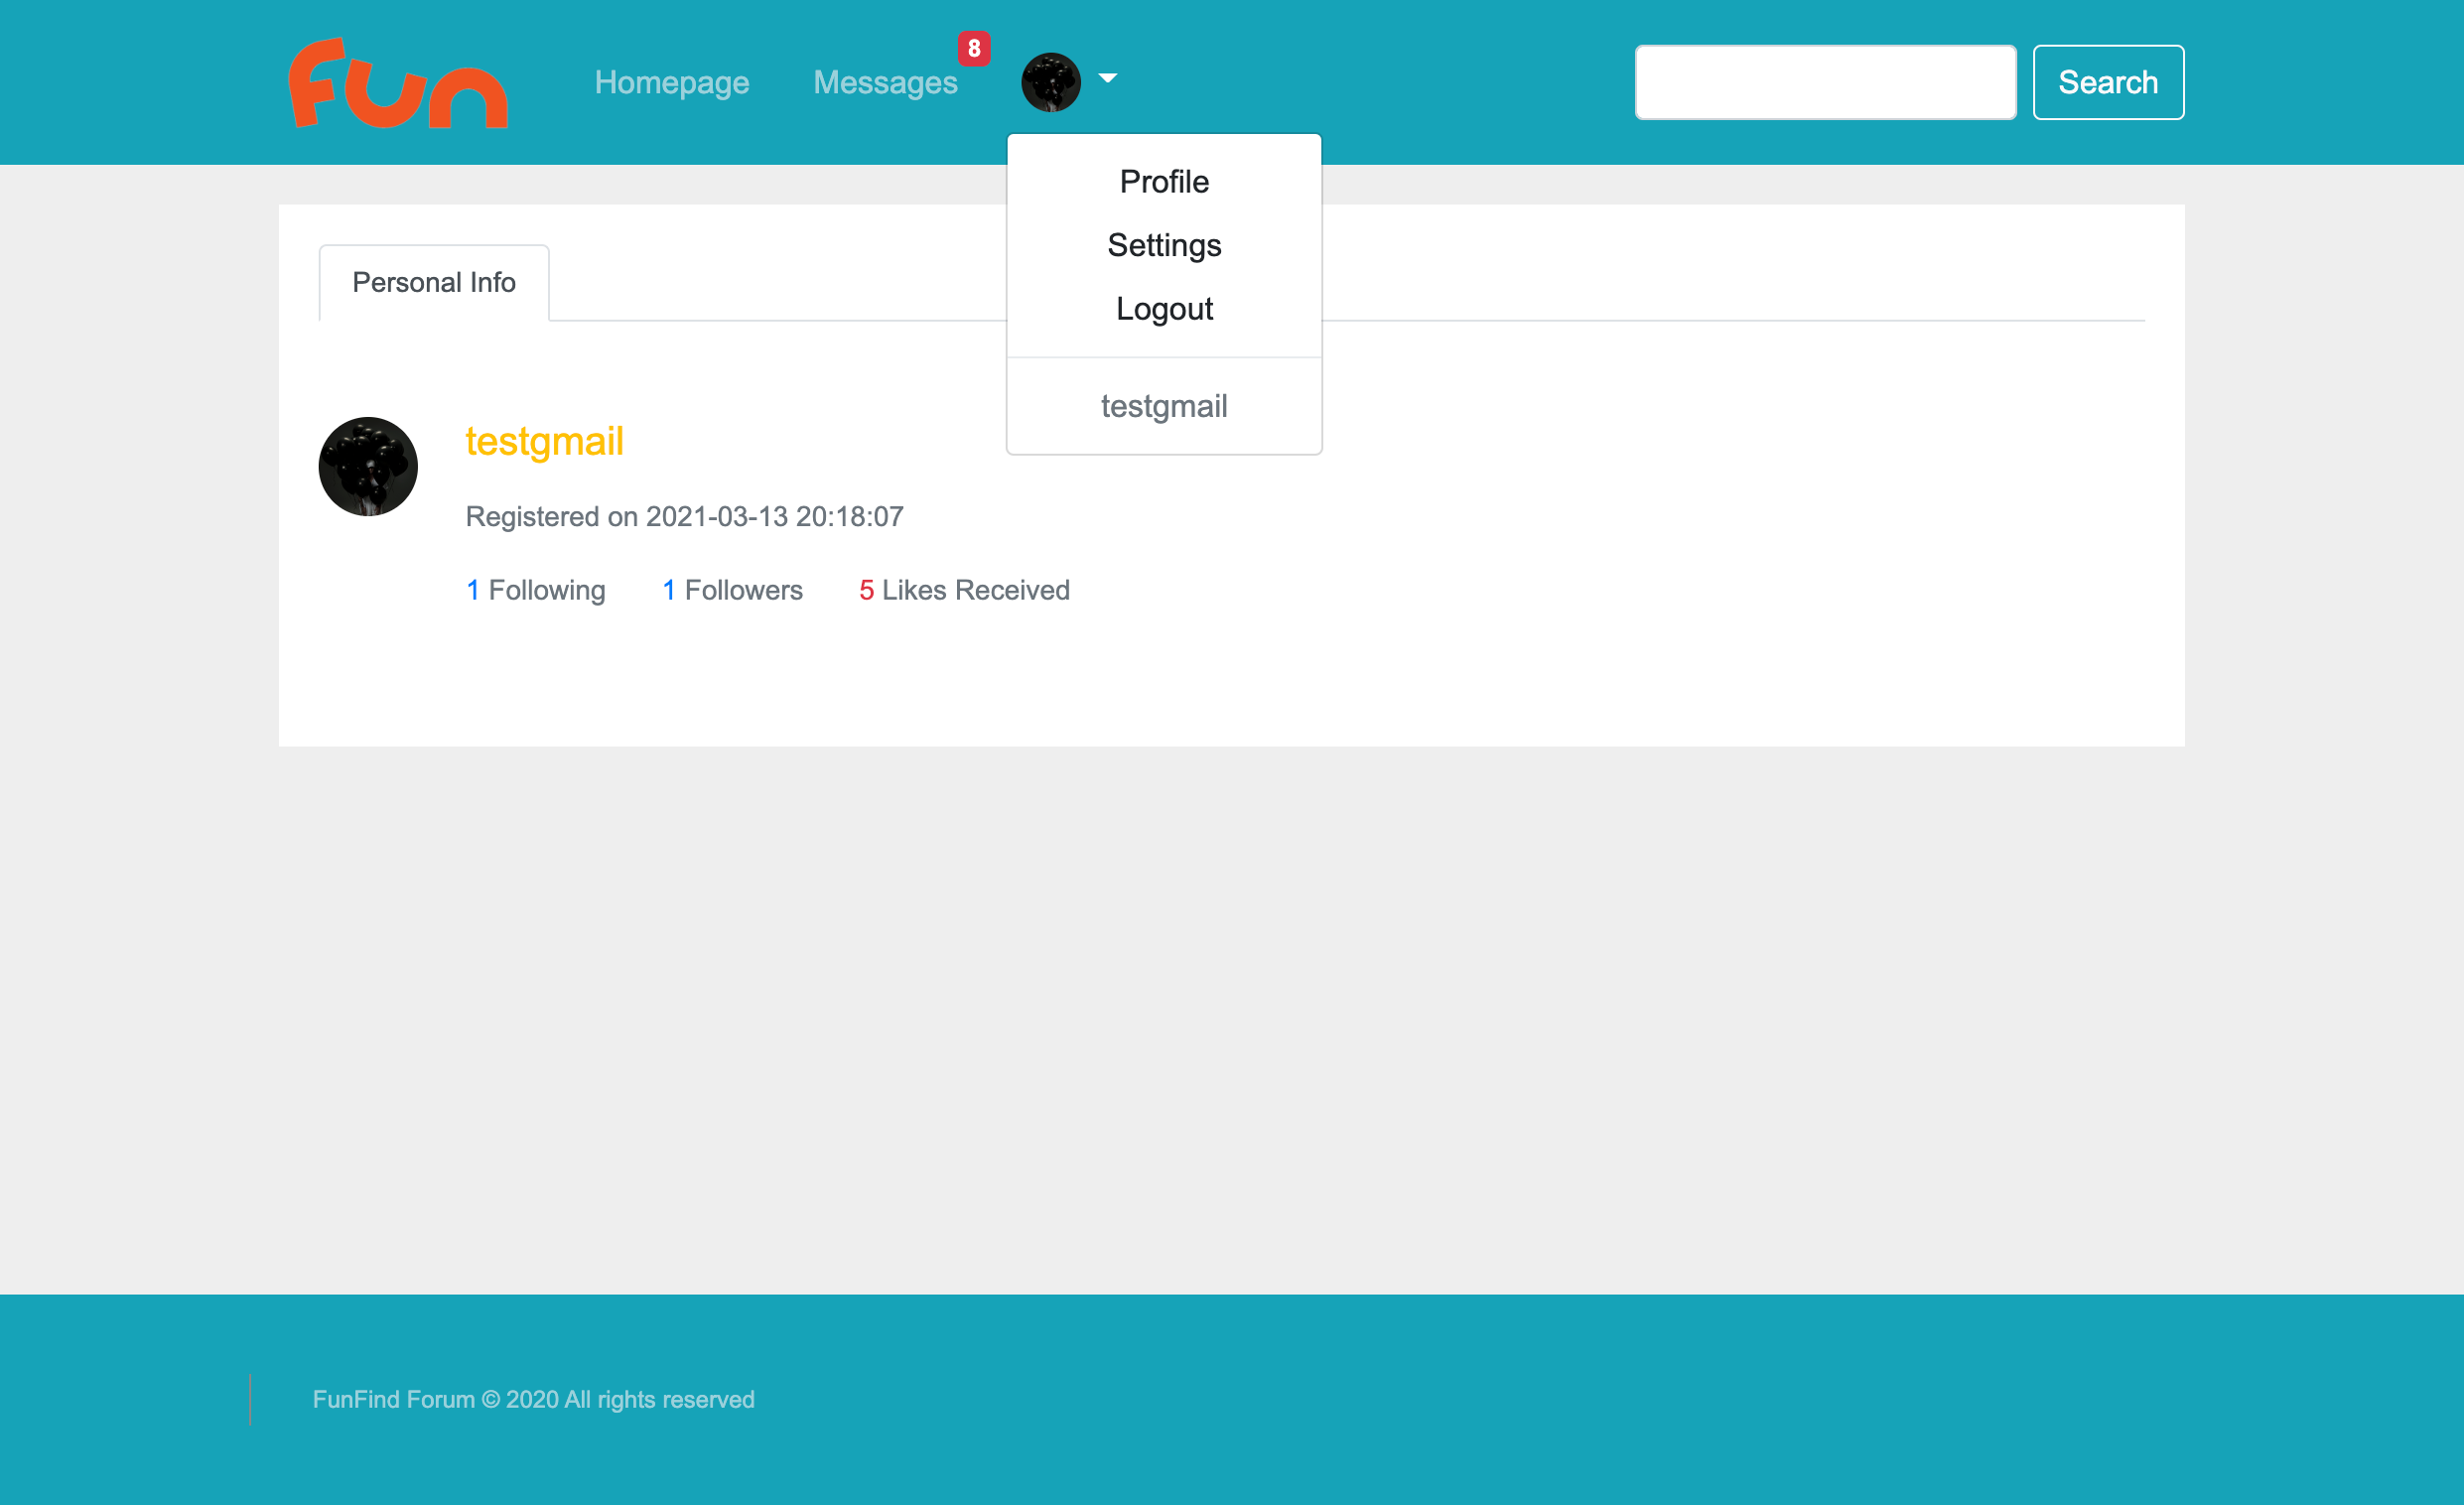 Fun
Homepage
Messages
8
Search
Profile
Settings
Logout
testgmail
Personal Info
testgmail
Registered on 2021-03-13 20:18:07
1 Following 1 Followers 5 Likes Received
FunFind Forum © 2020 All rights reserved